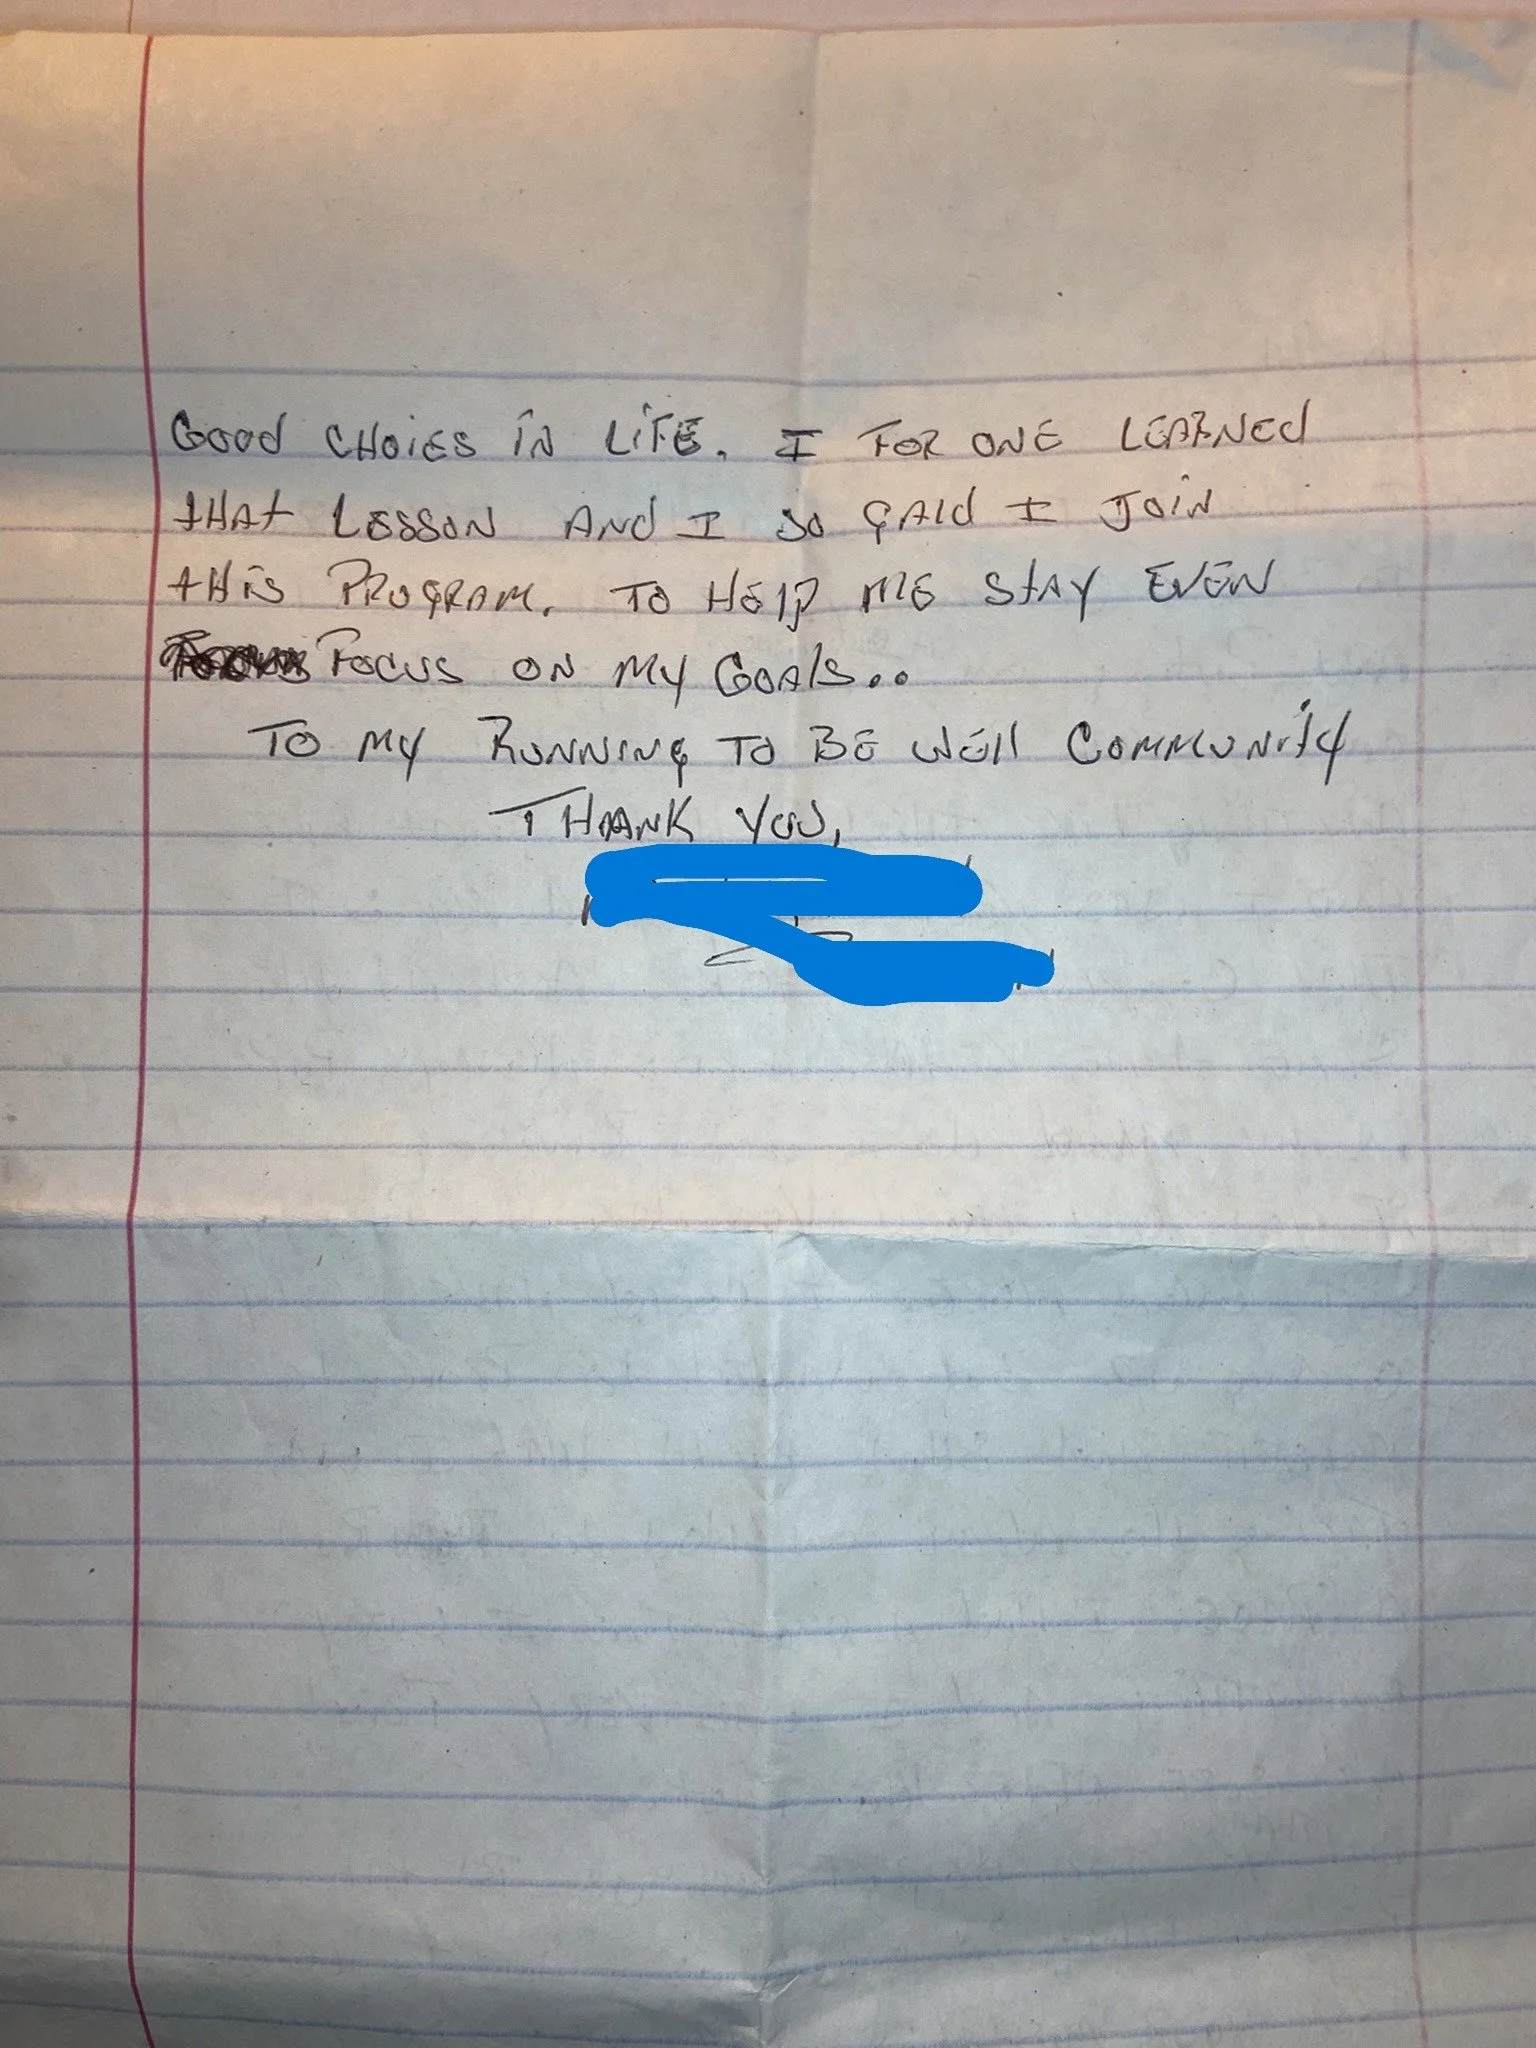 Good CHOIES iN LiFE. I FOR ONE LEARNEd
tHAt LESSON ANd I SO GAld I JOiN
tHiS PROGRAM. TO HElP ME StAY EVEN
FOCUS ON MY GOAlS..
TO MY RUNNING TO BE WEll COMMUNitY
THANK YOU,